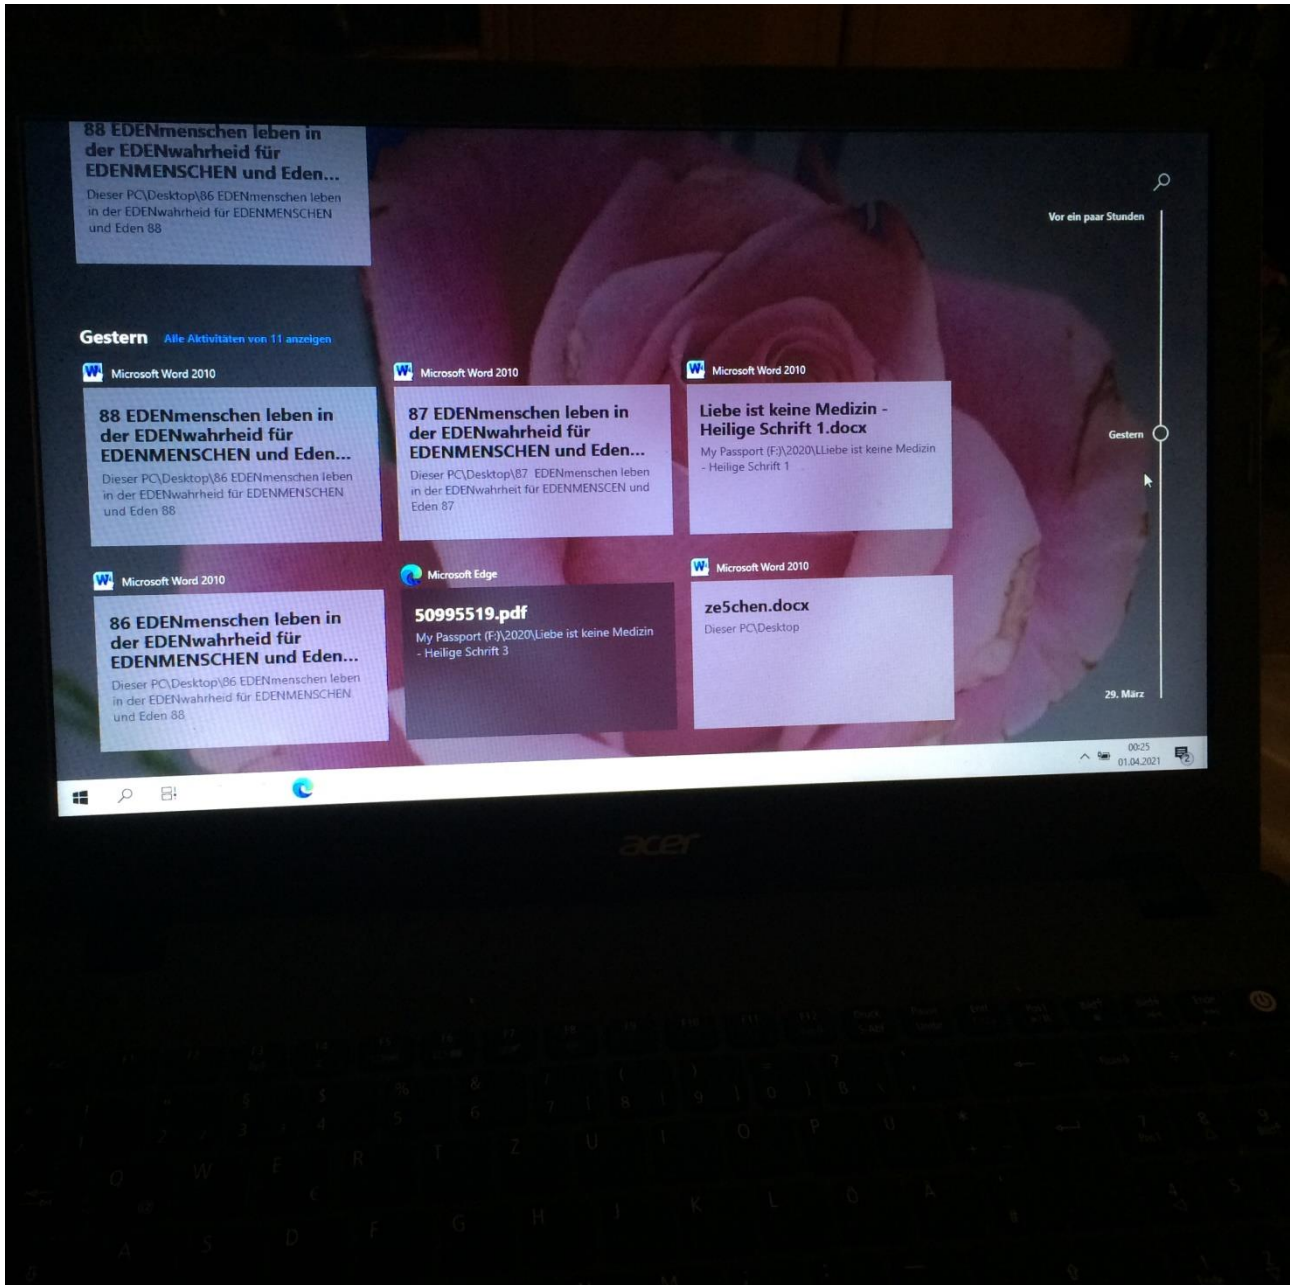 88 EDENmenschen leben in
der EDENwahrheid für
EDENMENSCHEN und Eden...
Dieser PC\Desktop\86 EDENmenschen leben
in der EDENwahrheid für EDENMENSCHEN
und Eden 88
Vor ein paar Stunden
Gestern Alle Aktivitäten von 11 anzeigen
Microsoft Word 2010
88 EDENmenschen leben in
der EDENwahrheid für
EDENMENSCHEN und Eden...
Dieser PC\Desktop\86 EDENmenschen leben
in der EDENwahrheid für EDENMENSCHEN
und Eden 88
Microsoft Word 2010
87 EDENmenschen leben in
der EDENwahrheid für
EDENMENSCHEN und Eden...
Dieser PC\Desktop\87 EDENmenschen leben
in der EDENwahrheit für EDENMENSCEN und
Eden 87
Microsoft Word 2010
Liebe ist keine Medizin -
Heilige Schrift 1.docx
My Passport (F:)\2020\LLiebe ist keine Medizin
- Heilige Schrift 1
Gestern
Microsoft Word 2010
86 EDENmenschen leben in
der EDENwahrheid für
EDENMENSCHEN und Eden...
Dieser PC\Desktop\86 EDENmenschen leben
in der EDENwahrheid für EDENMENSCHEN
und Eden 88
Microsoft Edge
50995519.pdf
My Passport (F:)\2020\Liebe ist keine Medizin
- Heilige Schrift 3
Microsoft Word 2010
ze5chen.docx
Dieser PC\Desktop
29. März
00:25
01.04.2021
2
acer
% &
5 6 7 8 9 0 ß
Q W E R T Z U I O P Ü
A S D F G H J K L Ö Ä